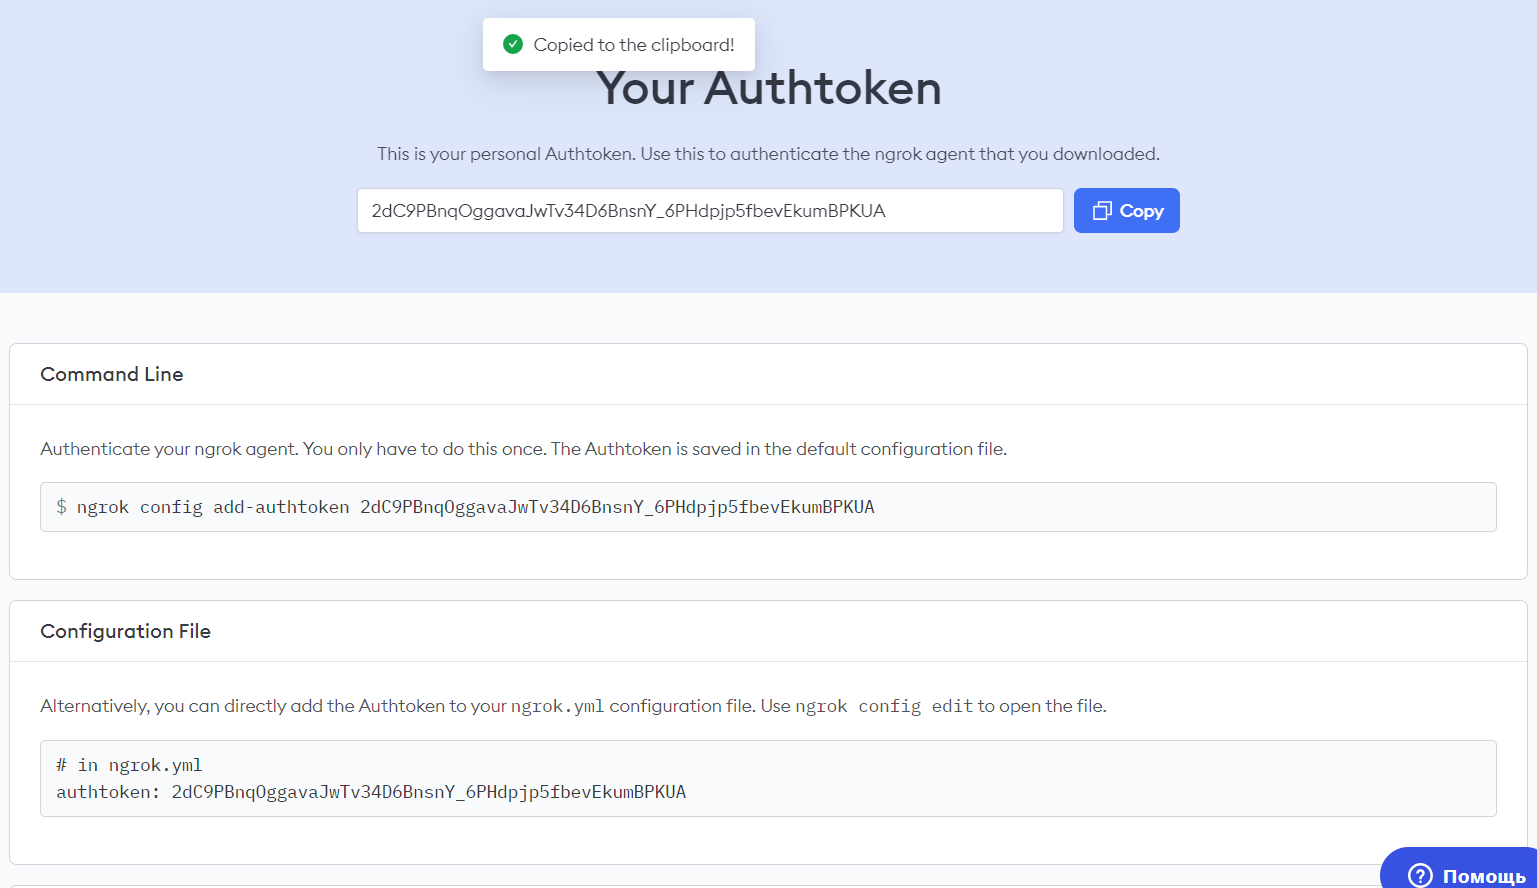 Copied to the clipboard!
Your Authtoken
This is your personal Authtoken. Use this to authenticate the ngrok agent that you downloaded.
2dC9PBnqOggavaJwTv34D6BnsnY_6PHdpjp5fbevEkumBPKUA
Copy
Command Line
Authenticate your ngrok agent. You only have to do this once. The Authtoken is saved in the default configuration file.
$ ngrok config add-authtoken 2dC9PBnqOggavaJwTv34D6BnsnY_6PHdpjp5fbevEkumBPKUA
Configuration File
Alternatively, you can directly add the Authtoken to your ngrok.yml configuration file. Use ngrok config edit to open the file.
# in ngrok.yml
authtoken: 2dC9PBnqOggavaJwTv34D6BnsnY_6PHdpjp5fbevEkumBPKUA
Помощь